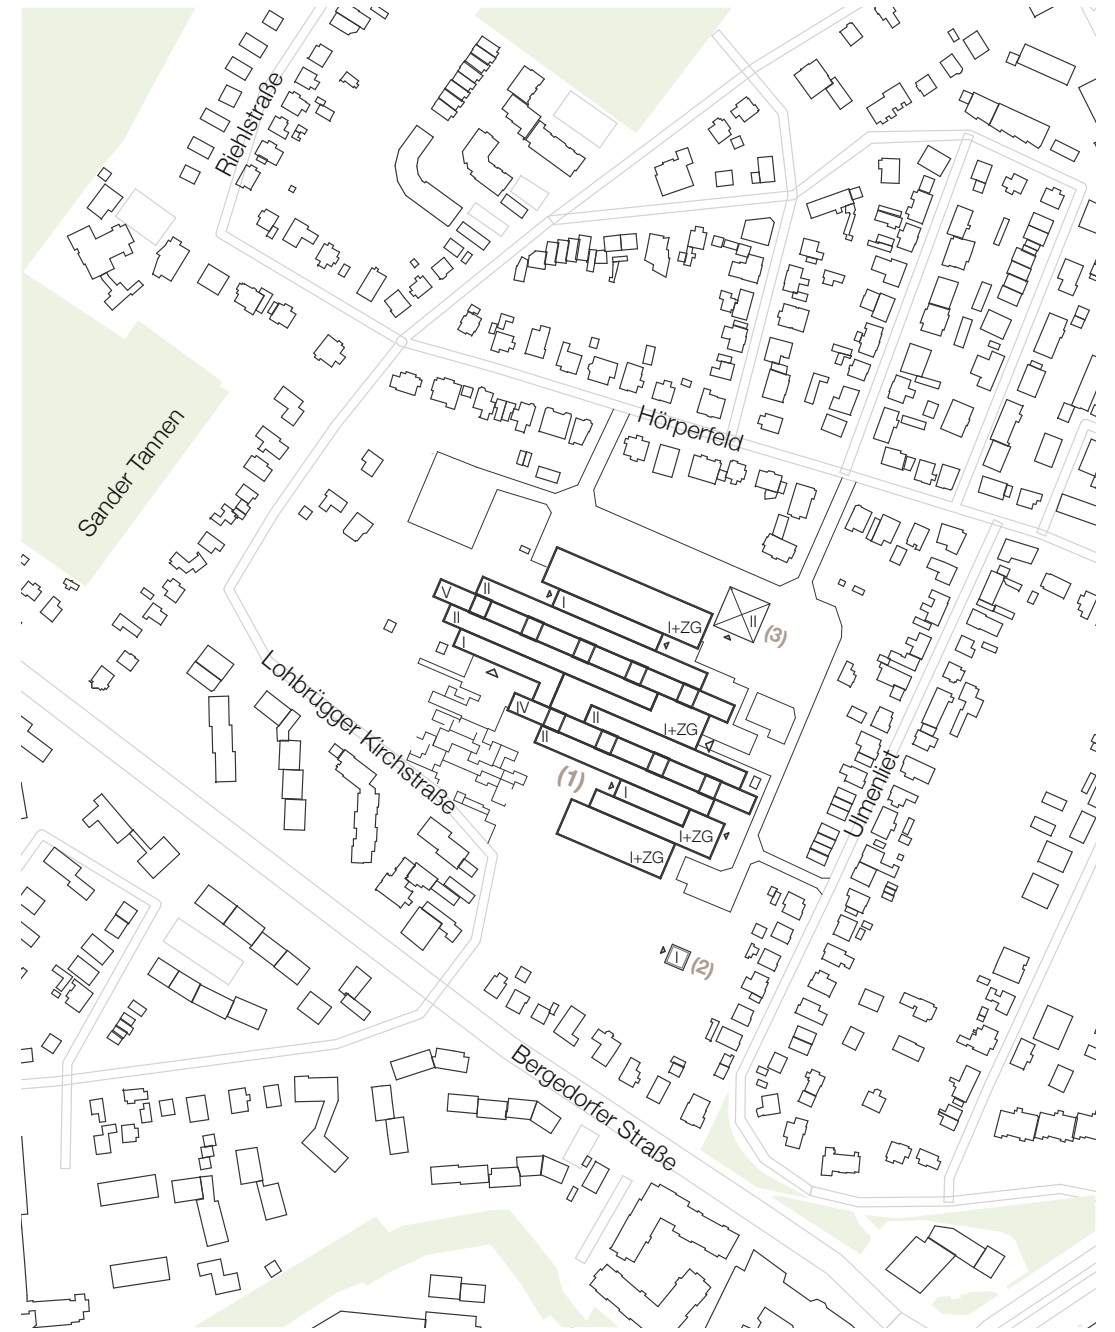 Riehlstraße
Sander Tannen
Hörperfeld
V
II
I
I+ZG
II
(3)
II
I
Lohbrügger Kirchstraße
IV
II
I+ZG
II
(1)
I
Ulmenliet
I+ZG
I+ZG
I
(2)
Bergedorfer Straße